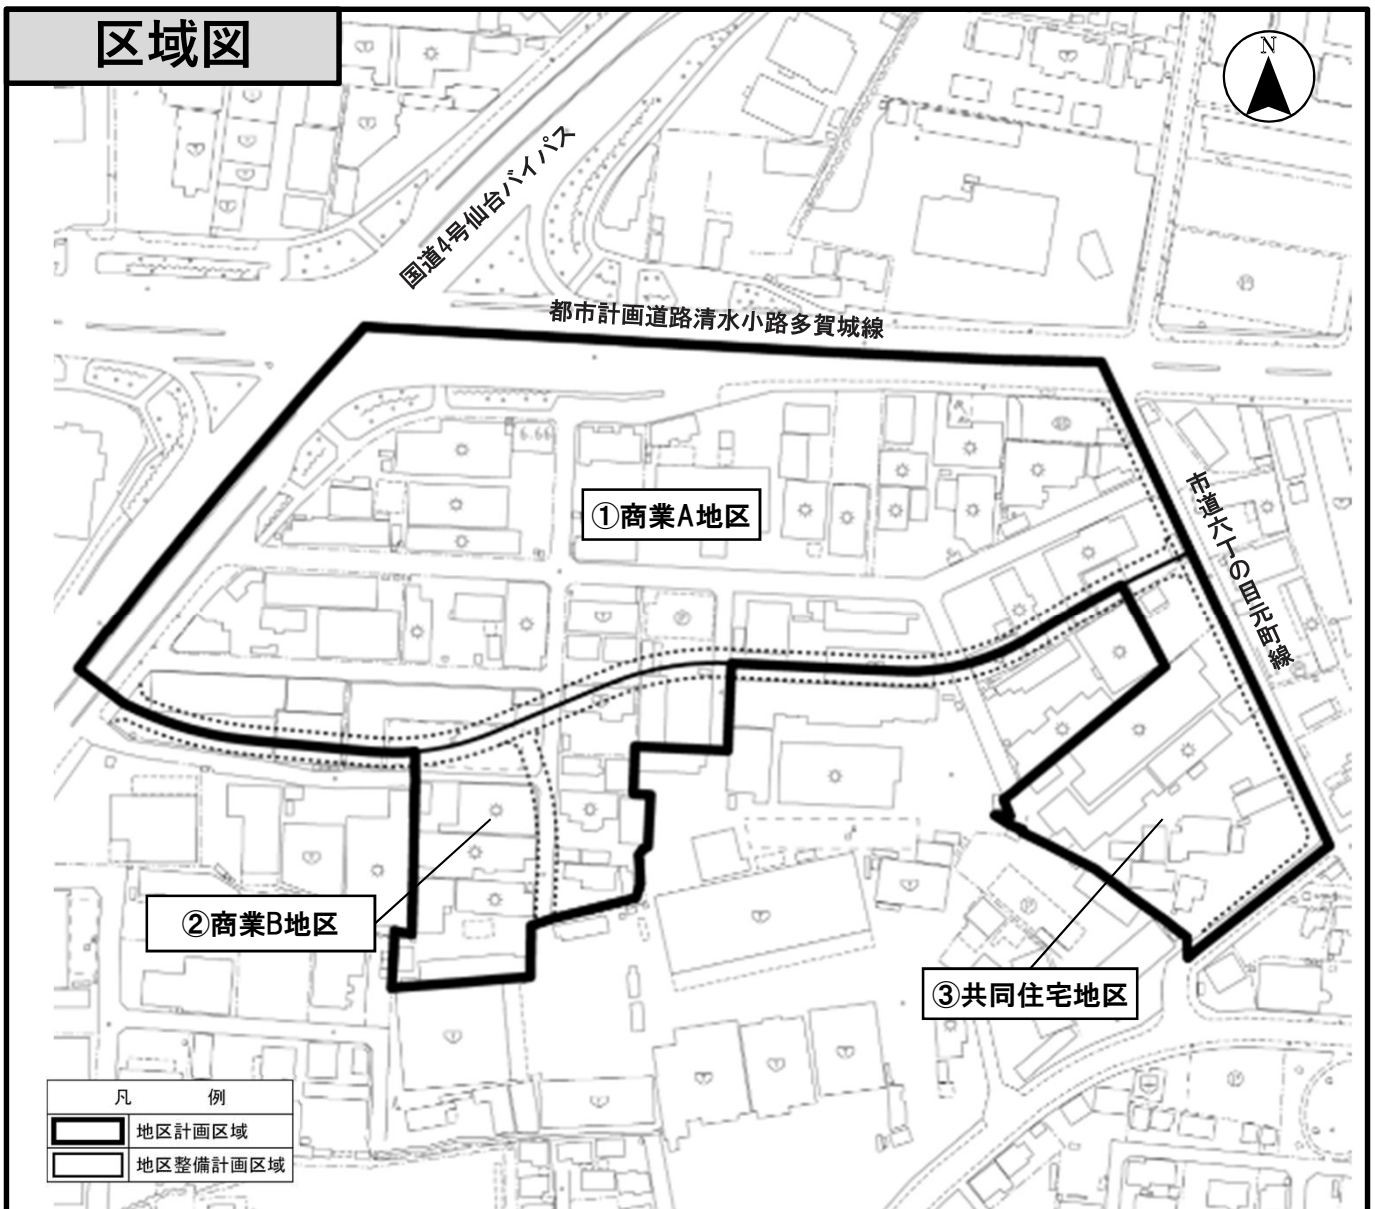 区域図
N
国道4号仙台バイパス
都市計画道路清水小路多賀城線
6.66
①商業A地区
市道六丁の目元町線
②商業B地区
③共同住宅地区
凡 例
地区計画区域
地区整備計画区域